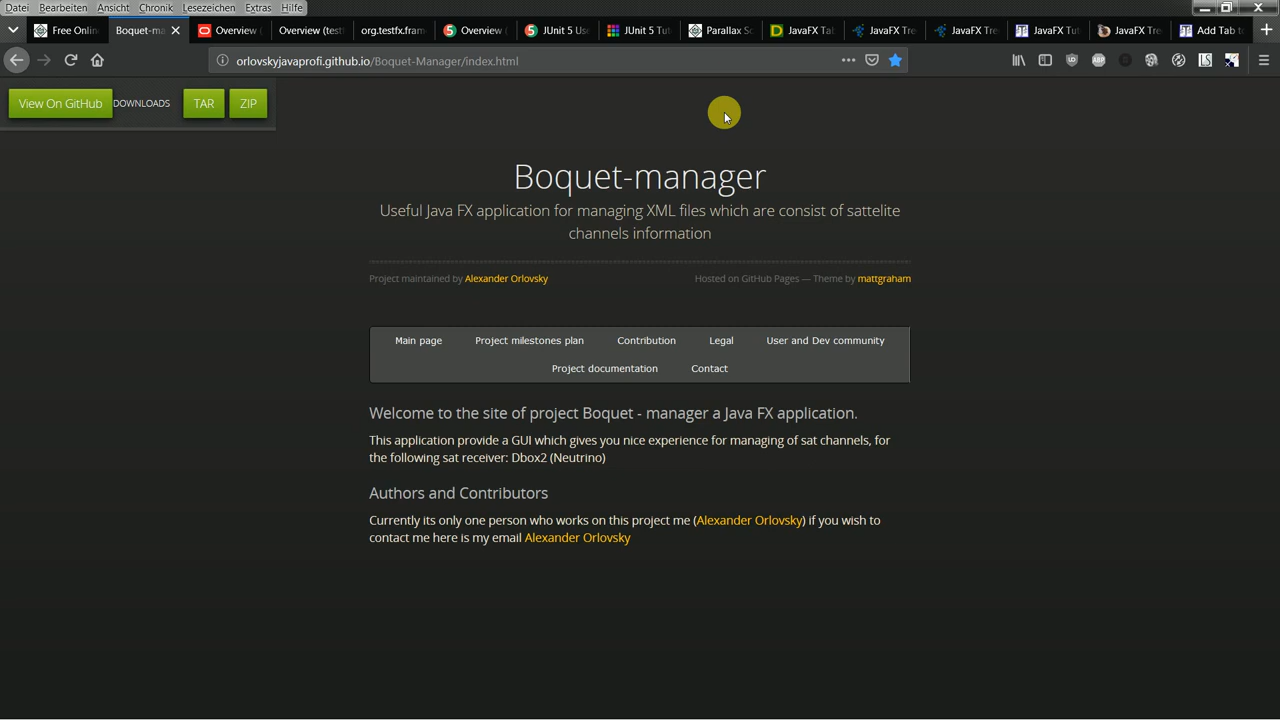 Datei Bearbeiten Ansicht Chronik Lesezeichen Extras Hilfe
Free Onlin Boquet-ma Overview ( Overview (test org.testfx.fram Overview ( JUnit 5 Use JUnit 5 Tut Parallax Sc JavaFX Tab JavaFX Tre JavaFX Tre JavaFX Tut JavaFX Tre Add Tab to
orlovskyjavaprofi.github.io/Boquet-Manager/index.html
View On GitHub DOWNLOADS TAR ZIP
Boquet-manager
Useful Java FX application for managing XML files which are consist of sattelite
channels information
Project maintained by Alexander Orlovsky Hosted on GitHub Pages — Theme by mattgraham
Main page Project milestones plan Contribution Legal User and Dev community
Project documentation Contact
Welcome to the site of project Boquet - manager a Java FX application.
This application provide a GUI which gives you nice experience for managing of sat channels, for
the following sat receiver: Dbox2 (Neutrino)
Authors and Contributors
Currently its only one person who works on this project me (Alexander Orlovsky) if you wish to
contact me here is my email Alexander Orlovsky